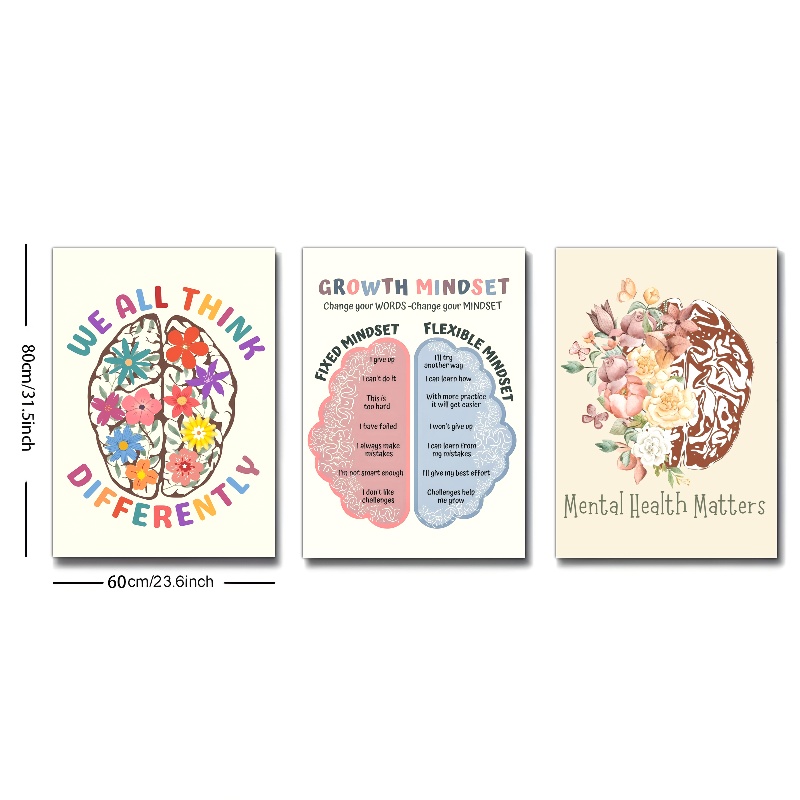 WE ALL THINK
DIFFERENTLY
GROWTH MINDSET
Change your WORDS -Change your MINDSET
FIXED MINDSET
I give up
I can't do it
This is
too hard
I have failed
I always make
mistakes
I'm not smart enough
I don't like
challenges
FLEXIBLE MINDSET
I'll try
another way
I can learn how
With more practice
it will get easier
I won't give up
I can learn from
my mistakes
I'll give my best effort
Challenges help
me grow
Mental Health Matters
80cm/31.5inch
60cm/23.6inch